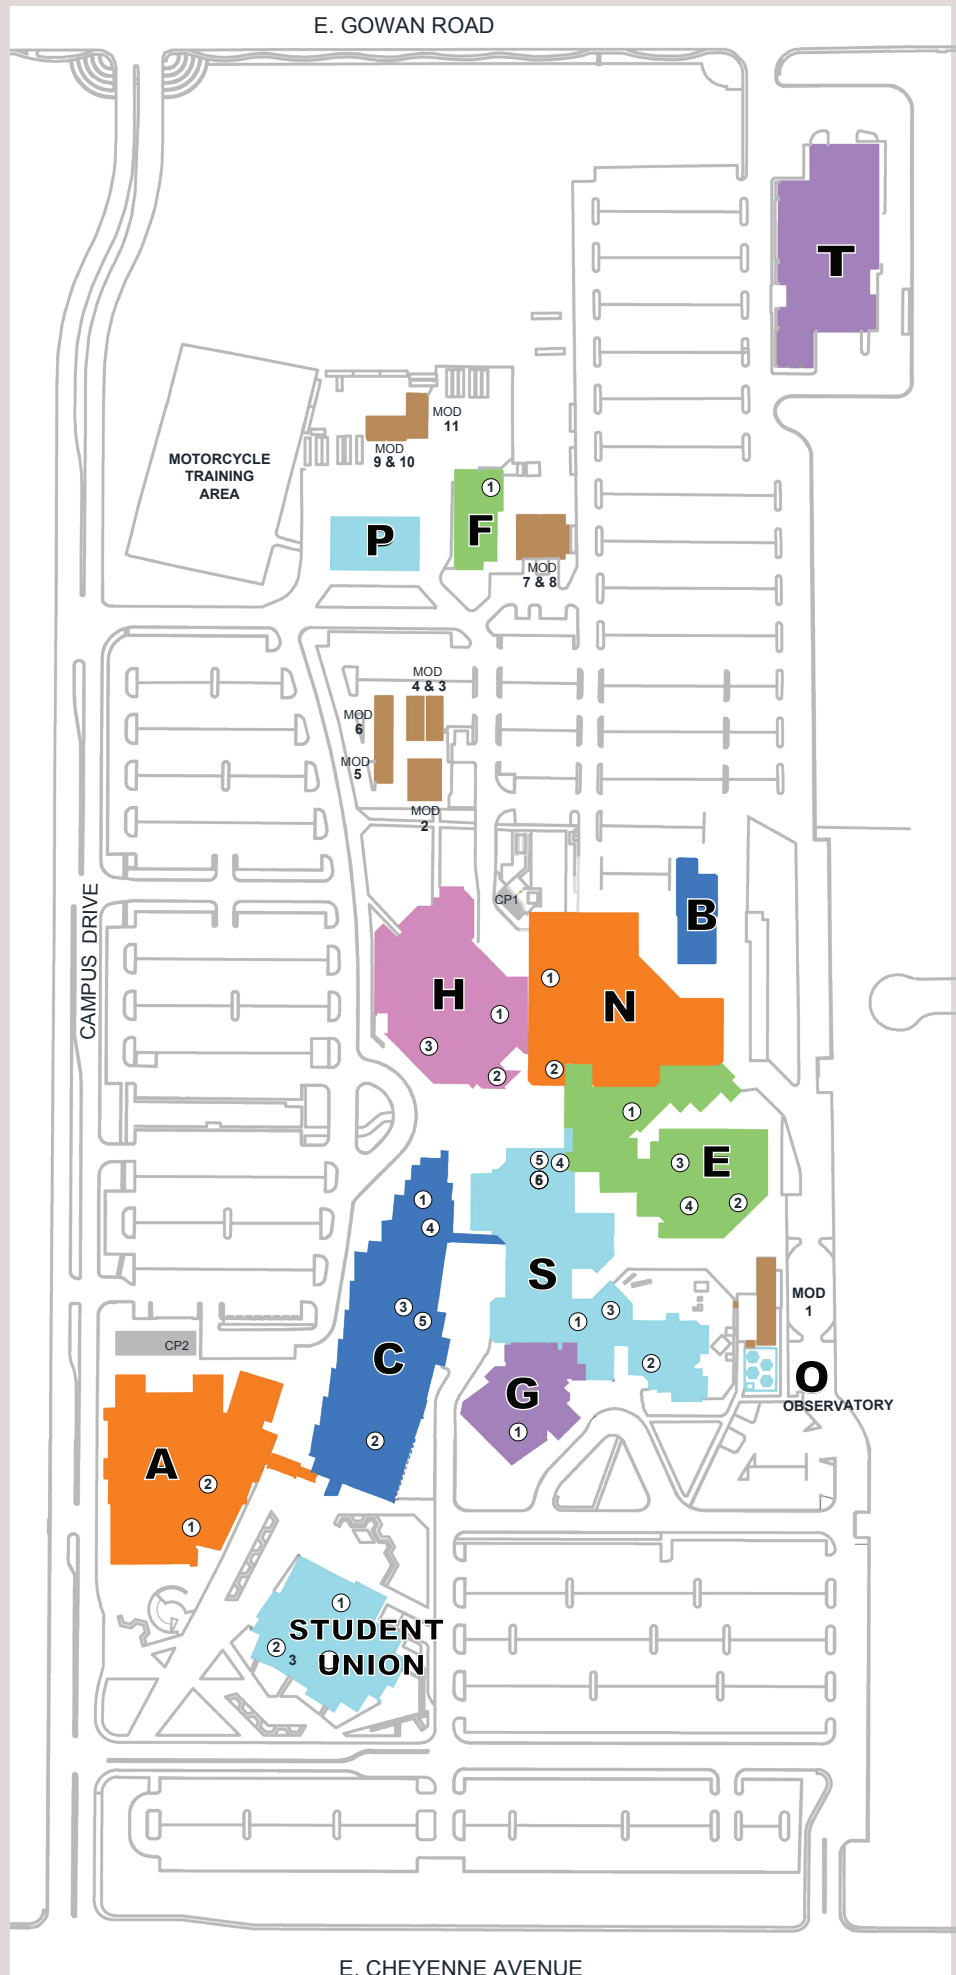 E. GOWAN ROAD
T
MOD
11
MOD
9 & 10
MOTORCYCLE
TRAINING
AREA
1
F
P
MOD
7 & 8
MOD
4 & 3
MOD
6
MOD
5
MOD
2
CAMPUS DRIVE
CP1
B
H
1
3
2
1
N
2
1
E
3
4
2
5
4
6
S
1
3
2
1
4
3
5
C
2
MOD
1
O
OBSERVATORY
G
1
CP2
A
2
1
1
STUDENT
2
3
UNION
E. CHEYENNE AVENUE